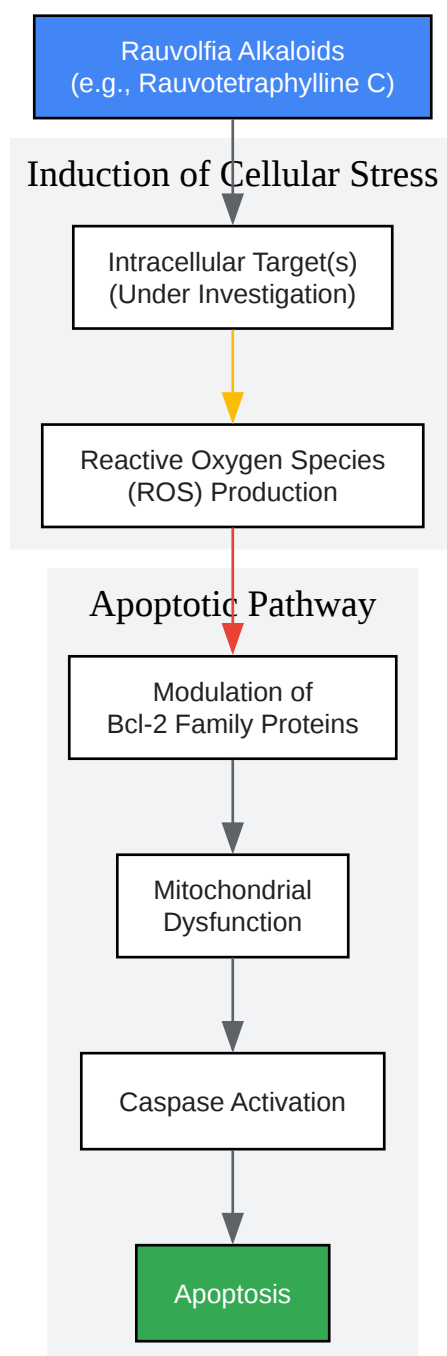 Rauvolfia Alkaloids
(e.g., Rauvotetraphylline C)
Induction of Cellular Stress
Intracellular Target(s)
(Under Investigation)
Reactive Oxygen Species
(ROS) Production
Apoptotic Pathway
Modulation of
Bcl-2 Family Proteins
Mitochondrial
Dysfunction
Caspase Activation
Apoptosis